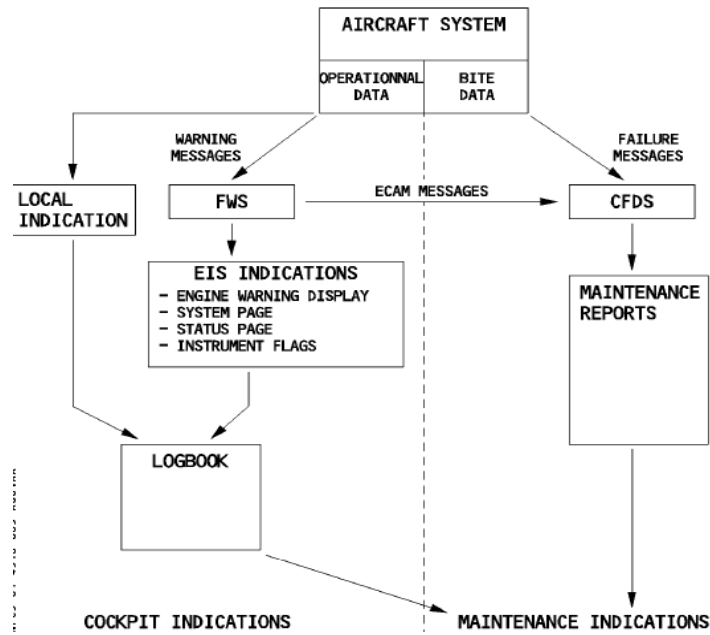 AIRCRAFT SYSTEM
OPERATIONNAL
DATA
BITE
DATA
WARNING
MESSAGES
FAILURE
MESSAGES
LOCAL
INDICATION
FWS
ECAM MESSAGES
CFDS
EIS INDICATIONS
- ENGINE WARNING DISPLAY
- SYSTEM PAGE
- STATUS PAGE
- INSTRUMENT FLAGS
MAINTENANCE
REPORTS
LOGBOOK
COCKPIT INDICATIONS
MAINTENANCE INDICATIONS